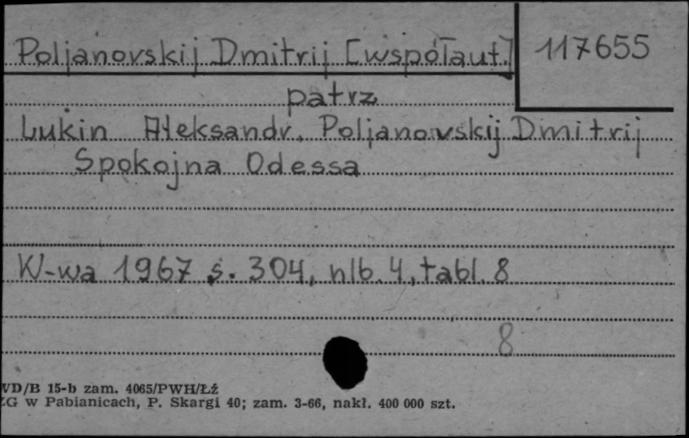 Poljanovskij Dmitrij [współaut.] 117655
patrz
Łukin Aleksandr, Poljanovskij Dmitrij
Spokojna Odessa
W-wa 1967 s. 304, nlb. 4, tabl. 8
8
WD/B 15-b zam. 4065/PWH/Łź
ZG w Pabianicach, P. Skargi 40; zam. 3-66, nakł. 400 000 szt.